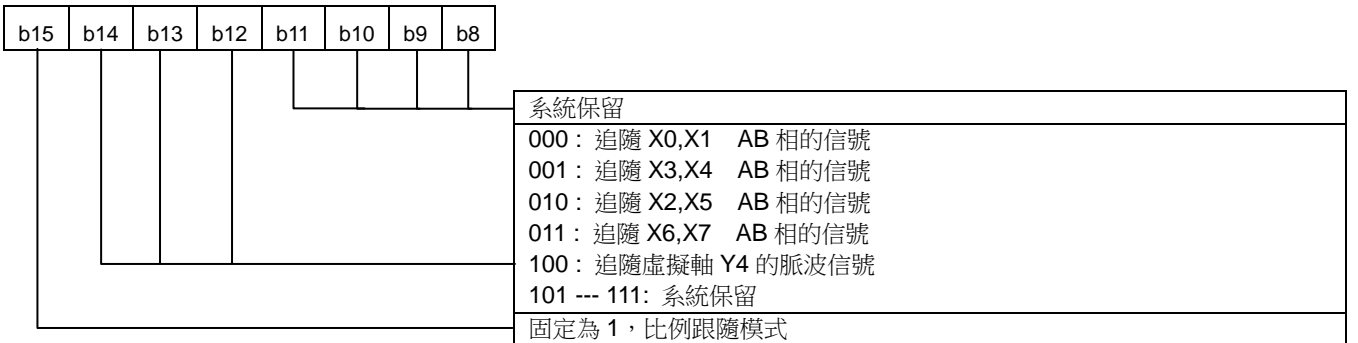 b15 b14 b13 b12 b11 b10 b9 b8
系統保留
000 : 追隨 X0,X1 AB 相的信號
001 : 追隨 X3,X4 AB 相的信號
010 : 追隨 X2,X5 AB 相的信號
011 : 追隨 X6,X7 AB 相的信號
100 : 追隨虛擬軸 Y4 的脈波信號
101 --- 111: 系統保留
固定為 1，比例跟隨模式